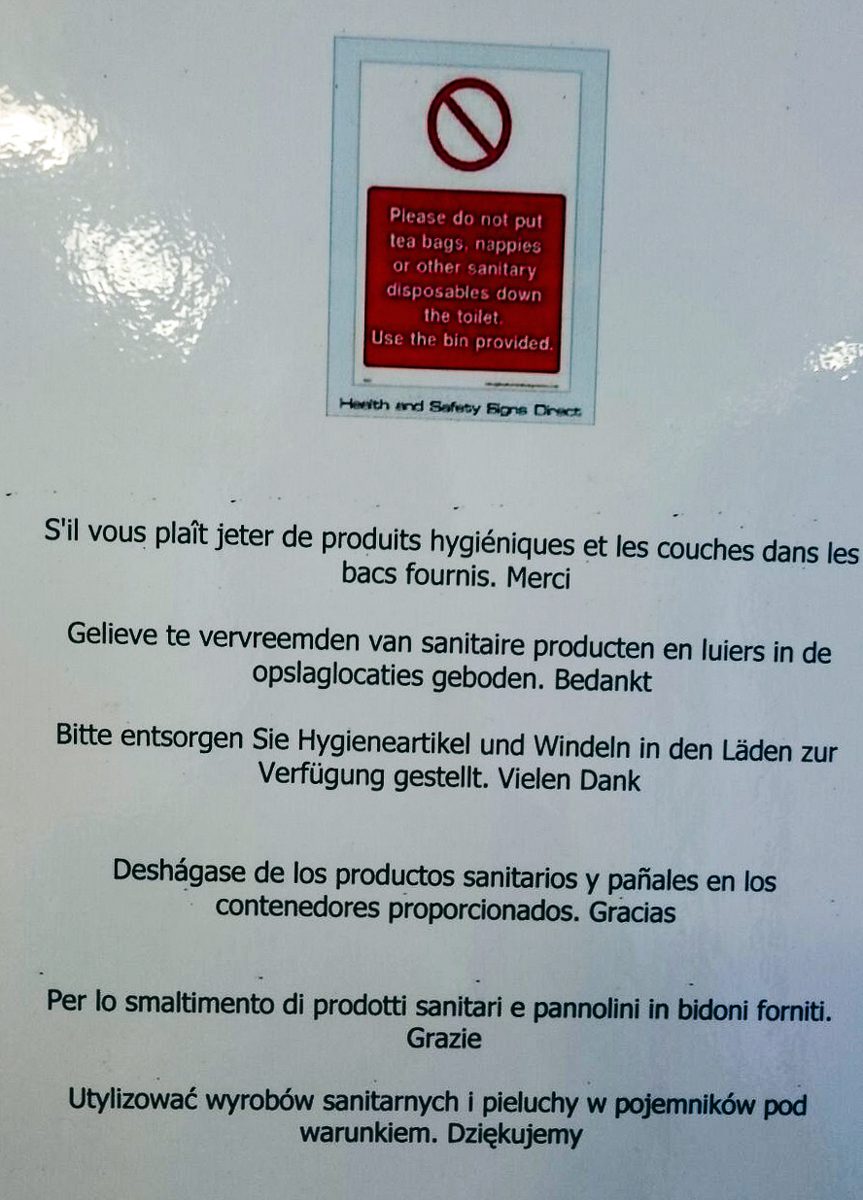 Please do not put
tea bags, nappies
or other sanitary
disposables down
the toilet.
Use the bin provided.
Health and Safety Signs Direct
S'il vous plaît jeter de produits hygiéniques et les couches dans les
bacs fournis. Merci
Gelieve te vervreemden van sanitaire producten en luiers in de
opslaglocaties geboden. Bedankt
Bitte entsorgen Sie Hygieneartikel und Windeln in den Läden zur
Verfügung gestellt. Vielen Dank
Deshágase de los productos sanitarios y pañales en los
contenedores proporcionados. Gracias
Per lo smaltimento di prodotti sanitari e pannolini in bidoni forniti.
Grazie
Utylizować wyrobów sanitarnych i pieluchy w pojemników pod
warunkiem. Dziękujemy